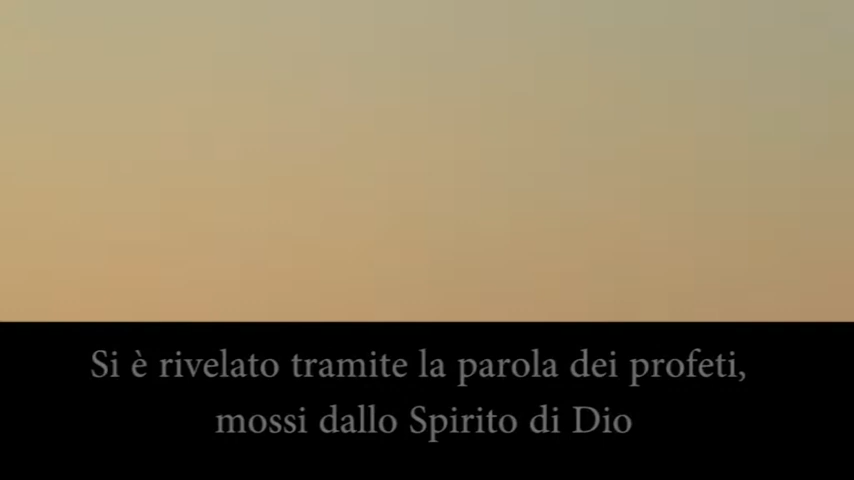 Si è rivelato tramite la parola dei profeti,
mossi dallo Spirito di Dio